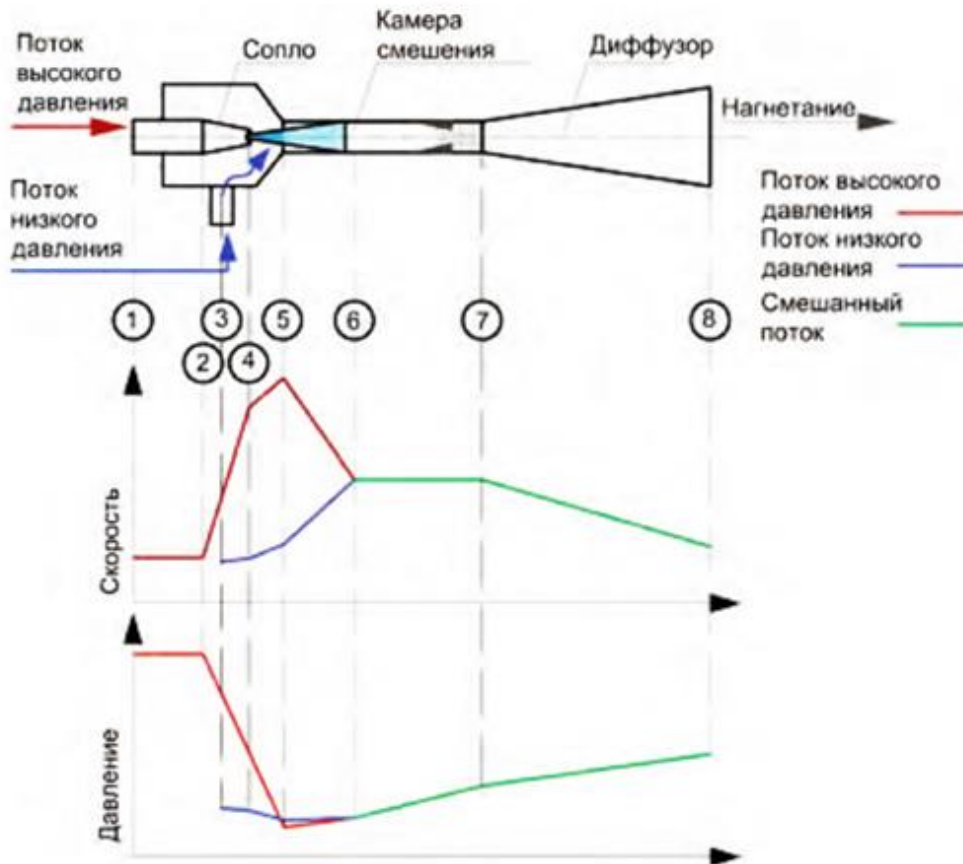 Поток
высокого
давления
Сопло
Камера
смешения
Диффузор
Нагнетание
Поток
низкого
давления
Поток высокого
давления
Поток низкого
давления
Смешанный
поток
1
3
5
6
7
8
2
4
Скорость
Давление